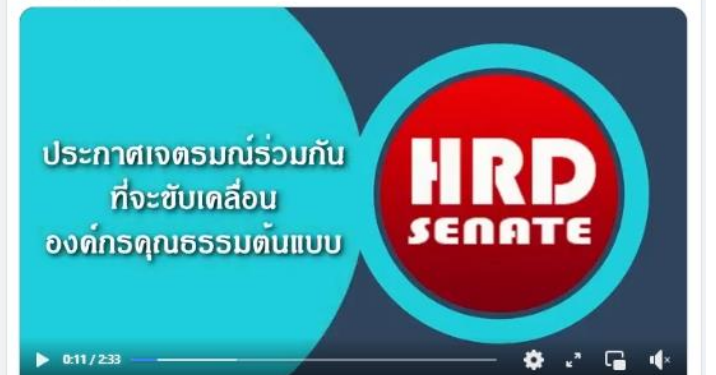 ประกาศเจตรมณ์ร่วมกัน
ที่จะขับเคลื่อน
องค์กรคุณธรรมต้นแบบ
HRD
SENATE
0:11 / 2:33